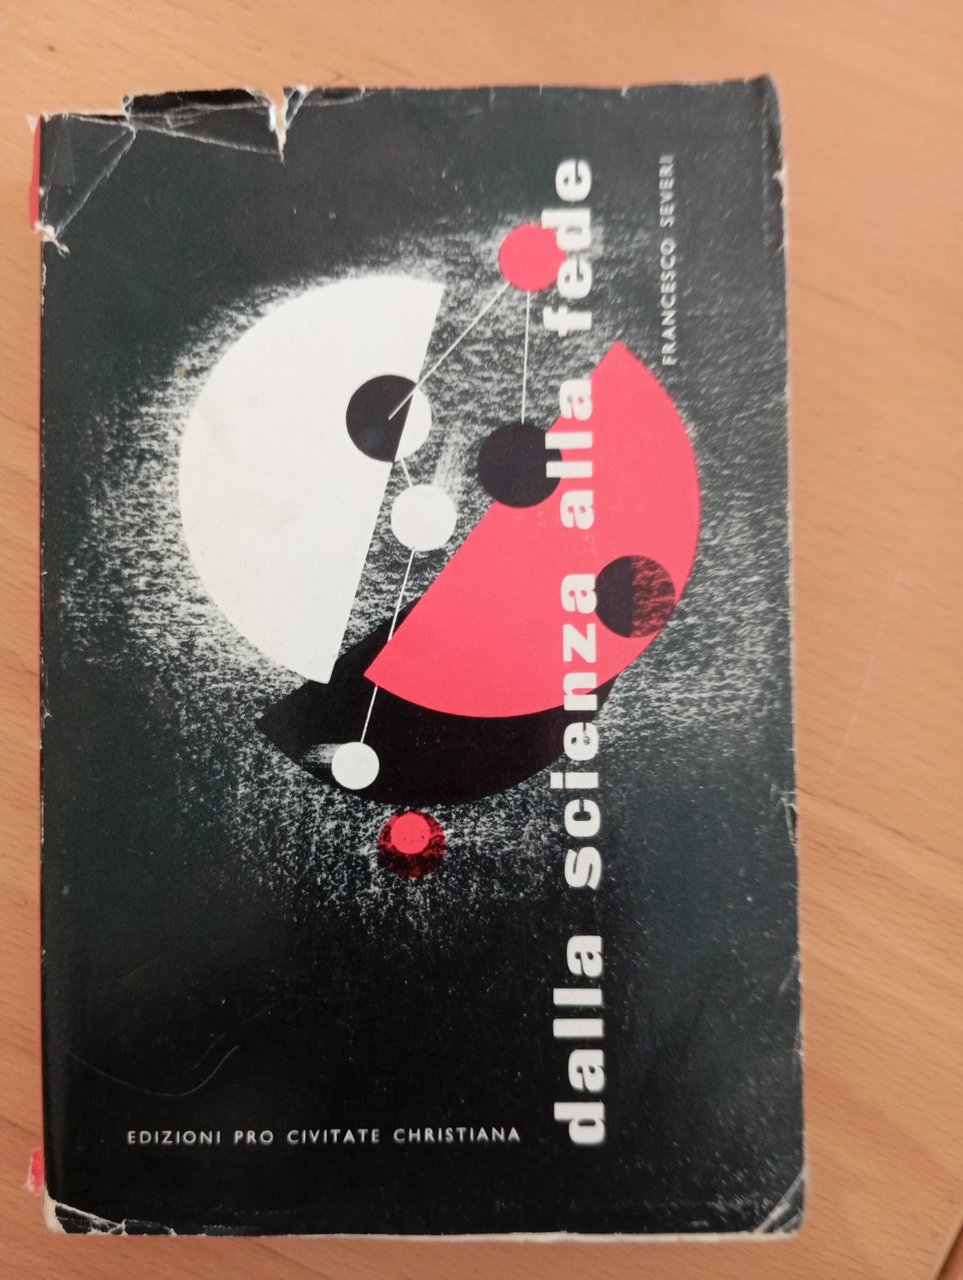 dalla scienza alla fede
FRANCESCO SEVERI
EDIZIONI PRO CIVITATE CHRISTIANA